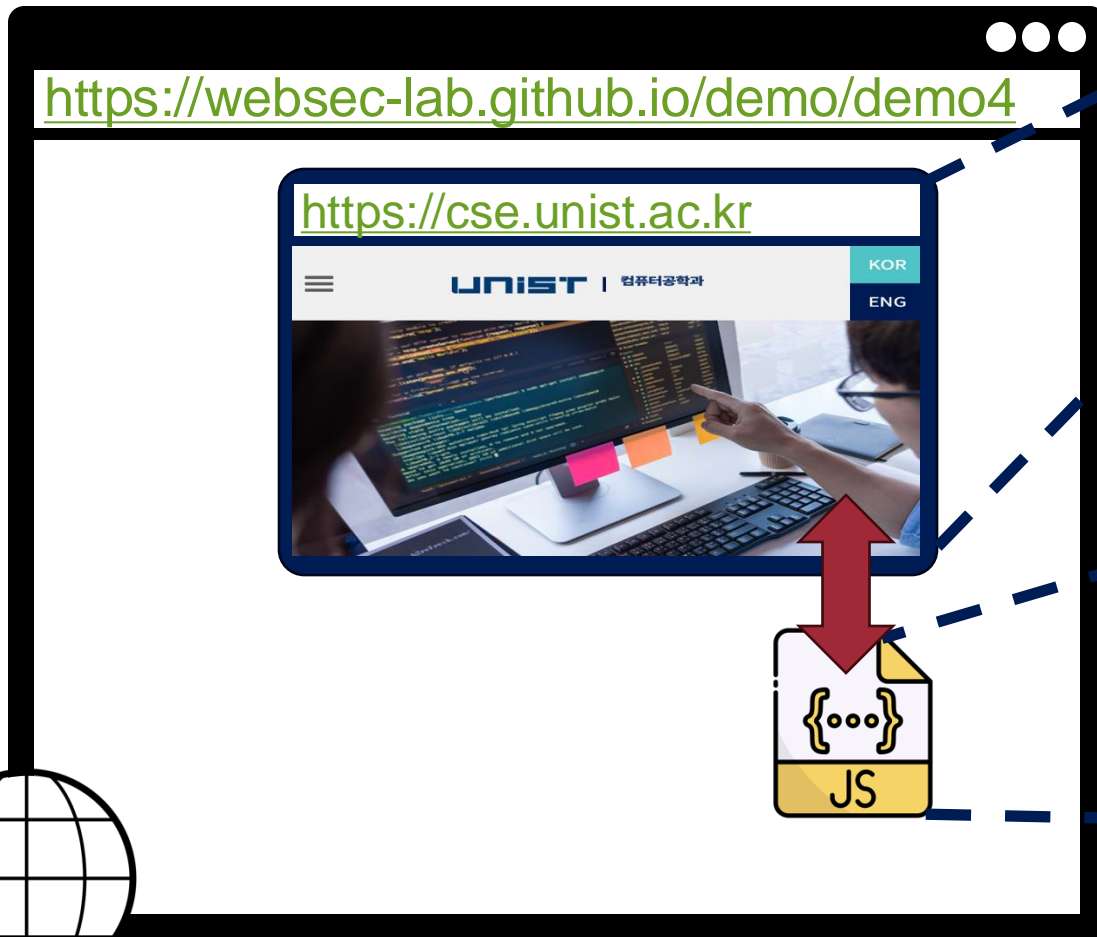 https://websec-lab.github.io/demo/demo4
https://cse.unist.ac.kr
UNIST | 컴퓨터공학과
KOR
ENG
{...}
JS